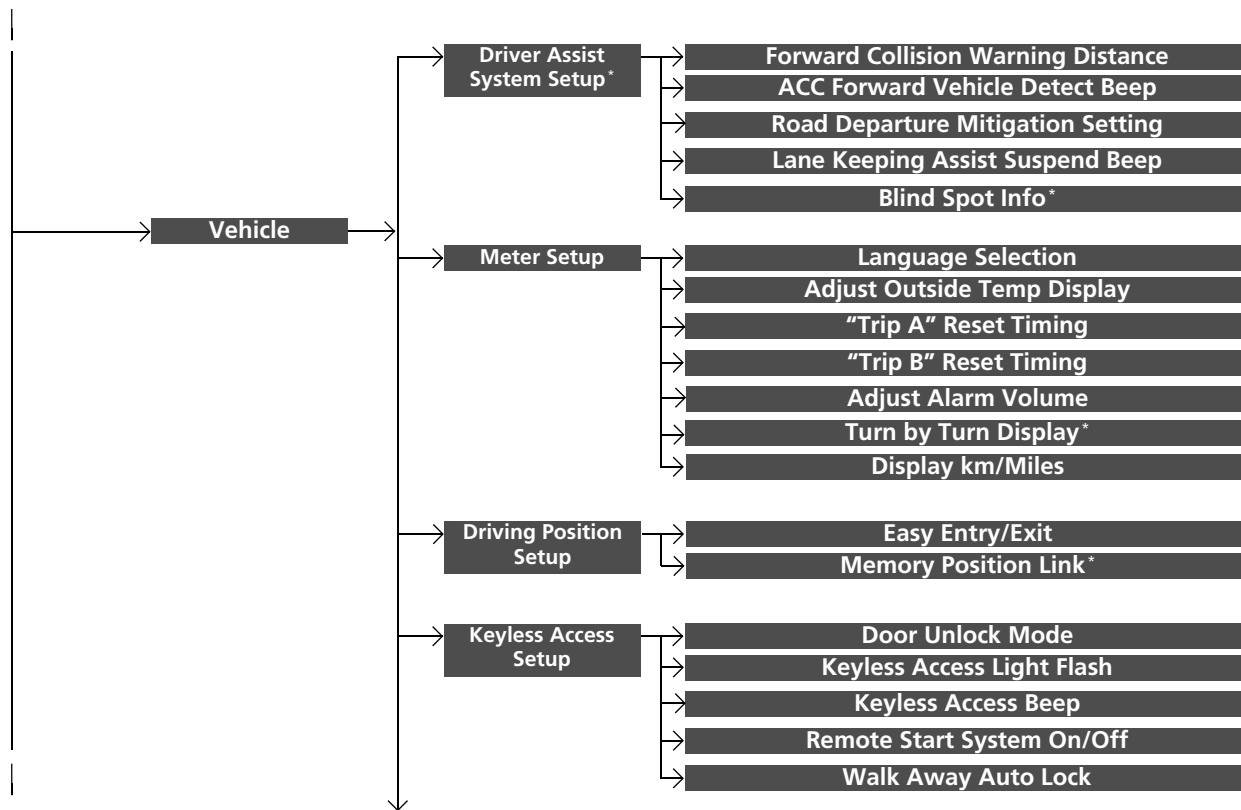 Vehicle
Driver Assist
System Setup*
Forward Collision Warning Distance
ACC Forward Vehicle Detect Beep
Road Departure Mitigation Setting
Lane Keeping Assist Suspend Beep
Blind Spot Info*
Meter Setup
Language Selection
Adjust Outside Temp Display
“Trip A” Reset Timing
“Trip B” Reset Timing
Adjust Alarm Volume
Turn by Turn Display*
Display km/Miles
Driving Position
Setup
Easy Entry/Exit
Memory Position Link*
Keyless Access
Setup
Door Unlock Mode
Keyless Access Light Flash
Keyless Access Beep
Remote Start System On/Off
Walk Away Auto Lock